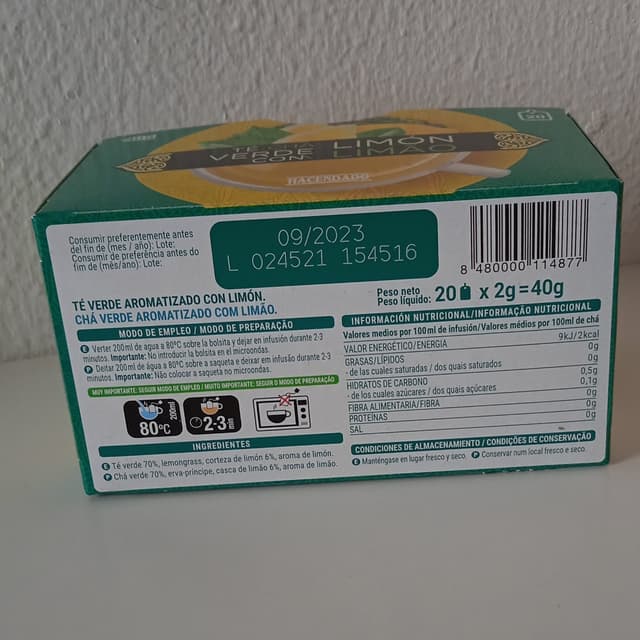 20
TÉ
VERDE
CON:
LIMÓN
LIMÃO
HACENDADO
Consumir preferentemente antes
del fin de (mes / año): Lote:
Consumir de preferência antes do
fim de (mês/ano): Lote:
09/2023
L 024521 154516
8 480000 114877
TÉ VERDE AROMATIZADO CON LIMÓN.
CHÁ VERDE AROMATIZADO COM LIMÃO.
Peso neto
Peso líquido: 20 x 2g=40g
MODO DE EMPLEO / MODO DE PREPARAÇÃO
E Verter 200ml de agua a 80ºC sobre la bolsita y dejar en infusión durante 2-3
minutos. Importante: No introducir la bolsita en el microondas.
P Deitar 200ml de água a 80ºC sobre a saqueta e deixar em infusão durante 2-3
minutos. Importante: Não colocar a saqueta no microondas.
MUY IMPORTANTE: SEGUIR MODO DE EMPLEO / MUITO IMPORTANTE: SEGUIR O MODO DE PREPARAÇÃO
80ºC
200ml
2-3
min
INGREDIENTES
E Té verde 70%, lemongrass, corteza de limón 6%, aroma de limón.
P Chá verde 70%, erva-príncipe, casca de limão 6%, aroma de limão.
INFORMACIÓN NUTRICIONAL/INFORMAÇÃO NUTRICIONAL
Valores medios por 100 ml de infusión/Valores médios por 100ml de chá
VALOR ENERGÉTICO/ENERGIA 9kJ/2kcal
GRASAS/LÍPIDOS 0g
- de las cuales saturadas / dos quais saturados 0g
HIDRATOS DE CARBONO 0,5g
- de los cuales azúcares / dos quais açúcares 0,1g
FIBRA ALIMENTARIA/FIBRA 0g
PROTEÍNAS 0g
SAL 0g
CONDICIONES DE ALMACENAMIENTO / CONDIÇÕES DE CONSERVAÇÃO
E Manténgase en lugar fresco y seco. P Conservar num local fresco e seco.